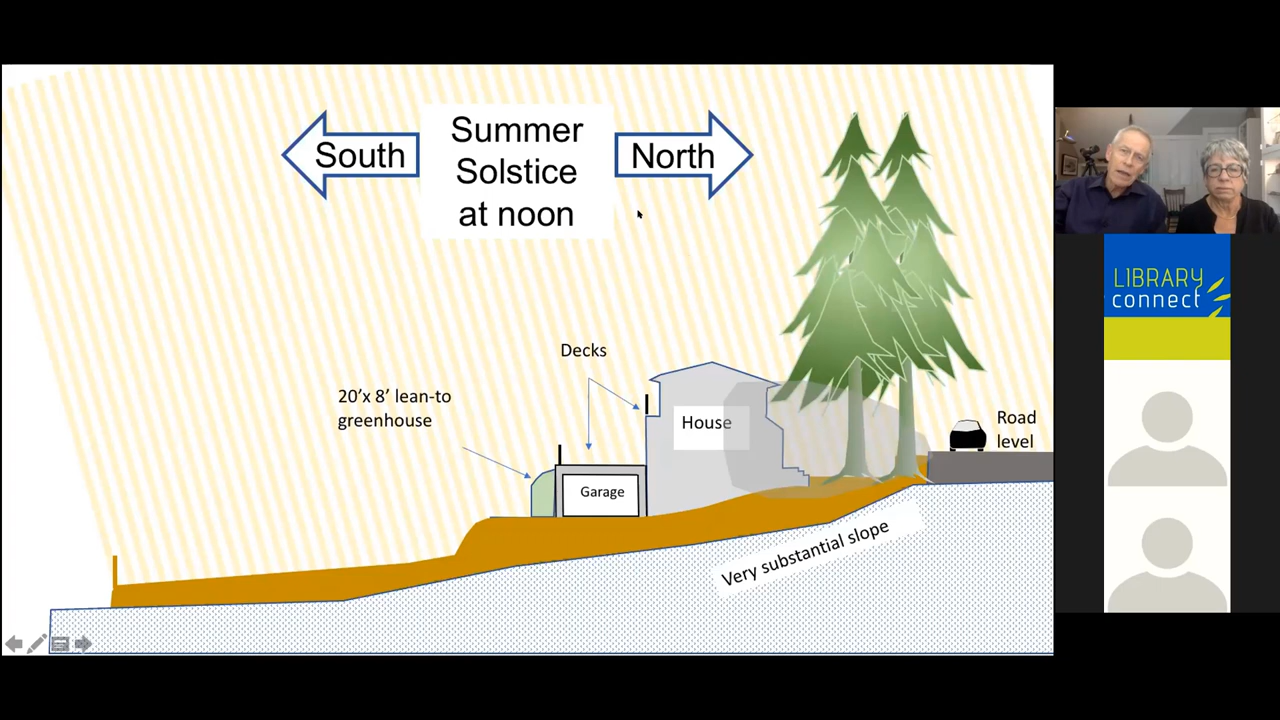 South
Summer
Solstice
at noon
North
Decks
20’x 8’ lean-to
greenhouse
House
Road
level
Garage
Very substantial slope
LIBRARY
connect